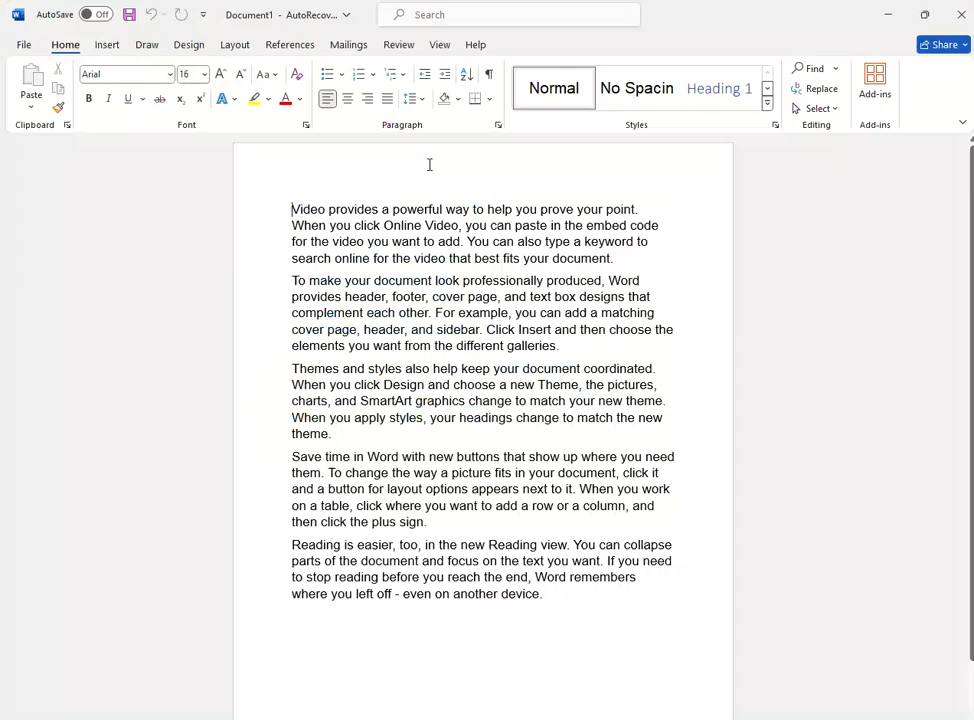 AutoSave Off Document1 - AutoRecov... Search
File Home Insert Draw Design Layout References Mailings Review View Help Share
Paste Arial 16 Aa Normal No Spacin Heading 1 Find Replace Select Add-ins
Clipboard Font Paragraph Styles Editing Add-ins
Video provides a powerful way to help you prove your point.
When you click Online Video, you can paste in the embed code
for the video you want to add. You can also type a keyword to
search online for the video that best fits your document.
To make your document look professionally produced, Word
provides header, footer, cover page, and text box designs that
complement each other. For example, you can add a matching
cover page, header, and sidebar. Click Insert and then choose the
elements you want from the different galleries.
Themes and styles also help keep your document coordinated.
When you click Design and choose a new Theme, the pictures,
charts, and SmartArt graphics change to match your new theme.
When you apply styles, your headings change to match the new
theme.
Save time in Word with new buttons that show up where you need
them. To change the way a picture fits in your document, click it
and a button for layout options appears next to it. When you work
on a table, click where you want to add a row or a column, and
then click the plus sign.
Reading is easier, too, in the new Reading view. You can collapse
parts of the document and focus on the text you want. If you need
to stop reading before you reach the end, Word remembers
where you left off - even on another device.